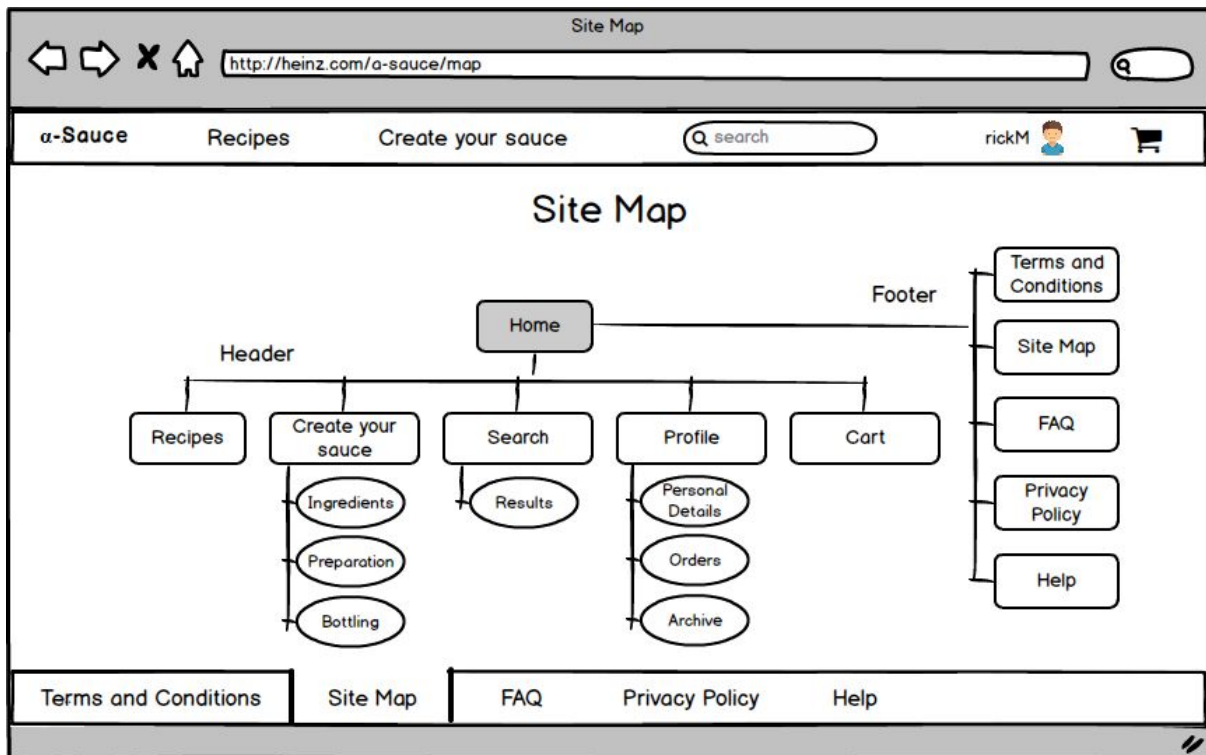 Site Map
http://heinz.com/a-sauce/map
α-Sauce
Recipes
Create your sauce
search
rickM
Site Map
Terms and
Conditions
Footer
Home
Site Map
Header
Recipes
Create your
sauce
Search
Profile
Cart
FAQ
Ingredients
Results
Personal
Details
Privacy
Policy
Preparation
Orders
Help
Bottling
Archive
Terms and Conditions
Site Map
FAQ
Privacy Policy
Help